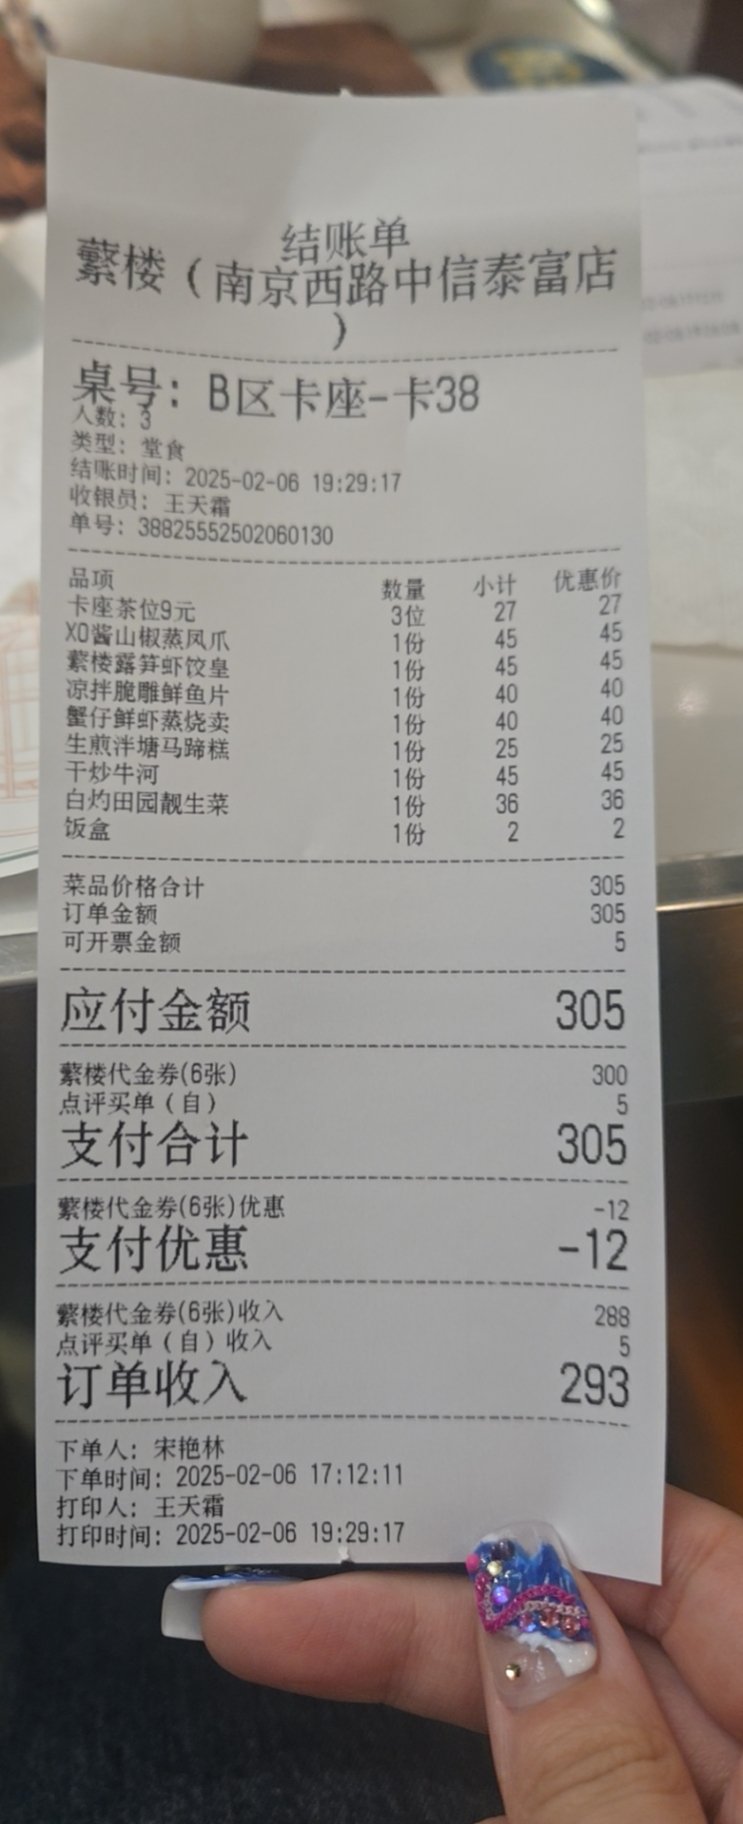 结账单
蘩楼（南京西路中信泰富店
）
桌号：B区卡座-卡38
人数：3
类型：堂食
结账时间：2025-02-06 19:29:17
收银员：王天霜
单号：38825552502060130
品项 数量 小计 优惠价
卡座茶位9元 3位 27 27
XO酱山椒蒸凤爪 1份 45 45
蘩楼露笋虾饺皇 1份 45 45
凉拌脆雕鲜鱼片 1份 40 40
蟹仔鲜虾蒸烧卖 1份 40 40
生煎泮塘马蹄糕 1份 25 25
干炒牛河 1份 45 45
白灼田园靓生菜 1份 36 36
饭盒 1份 2 2
菜品价格合计 305
订单金额 305
可开票金额 5
应付金额 305
蘩楼代金券(6张) 300
点评买单（自） 5
支付合计 305
蘩楼代金券(6张)优惠 -12
支付优惠 -12
蘩楼代金券(6张)收入 288
点评买单（自）收入 5
订单收入 293
下单人：宋艳林
下单时间：2025-02-06 17:12:11
打印人：王天霜
打印时间：2025-02-06 19:29:17